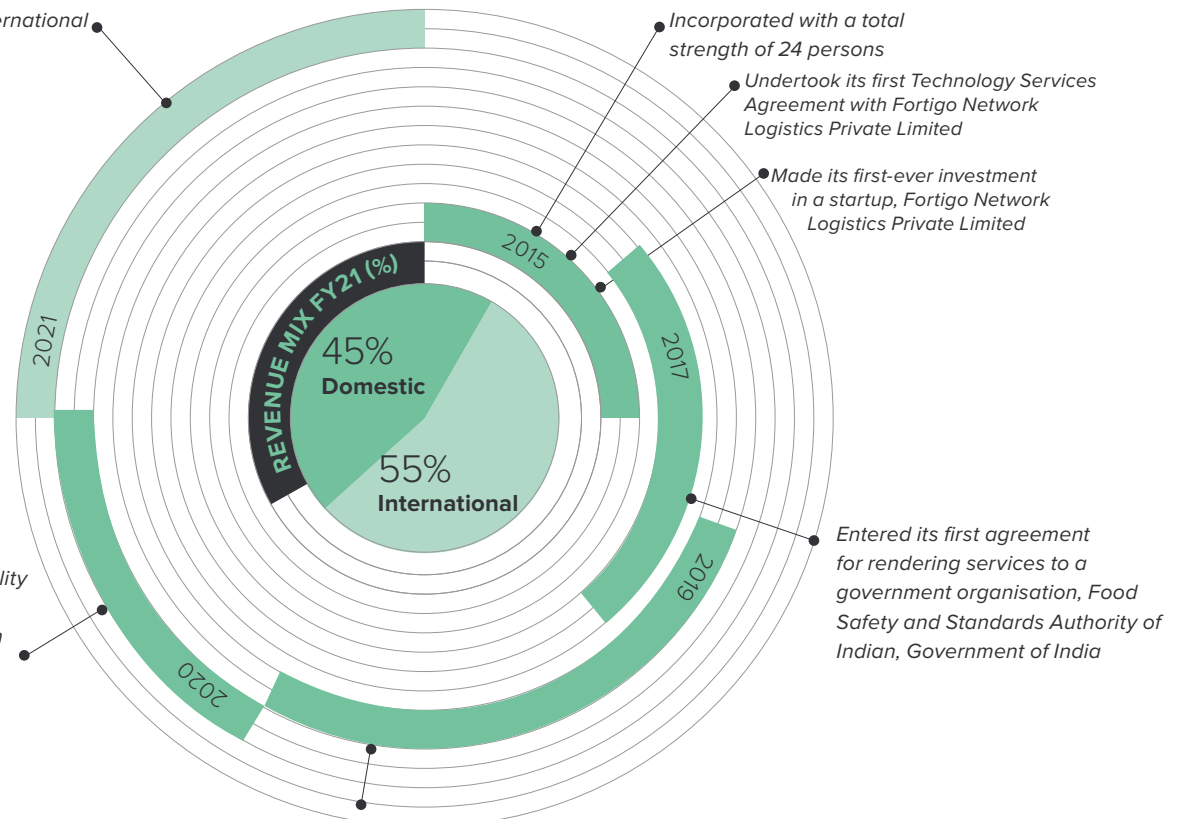 ernational
Incorporated with a total
strength of 24 persons
Undertook its first Technology Services
Agreement with Fortigo Network
Logistics Private Limited
Made its first-ever investment
in a startup, Fortigo Network
Logistics Private Limited
2015
2021
REVENUE MIX FY21 (%)
45%
Domestic
2017
55%
International
Entered its first agreement
for rendering services to a
government organisation, Food
Safety and Standards Authority of
Indian, Government of India
2019
lity
2020